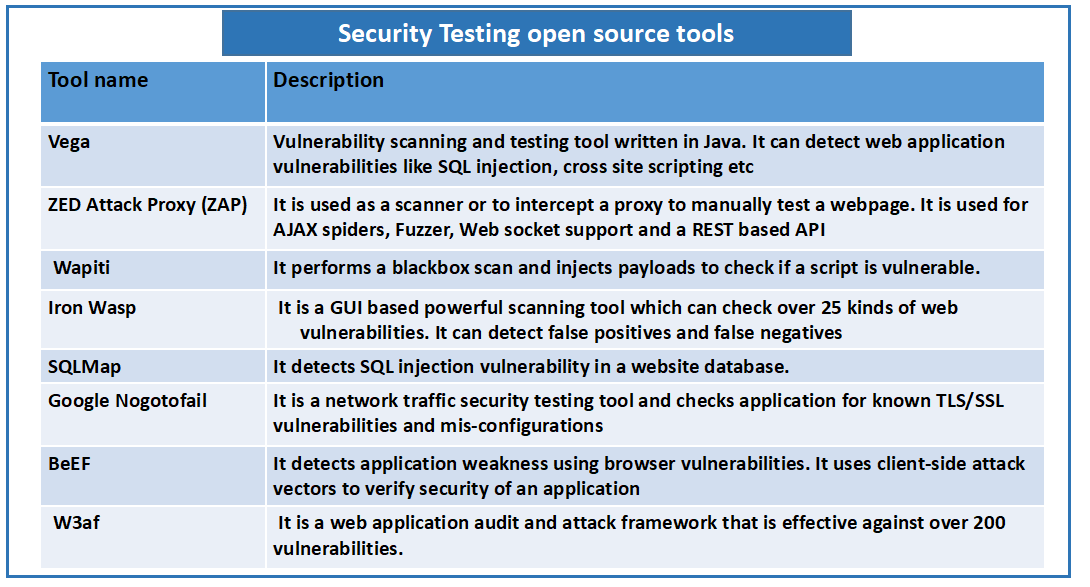 Security Testing open source tools
Tool name
Description
Vega
Vulnerability scanning and testing tool written in Java. It can detect web application
vulnerabilities like SQL injection, cross site scripting etc
ZED Attack Proxy (ZAP)
It is used as a scanner or to intercept a proxy to manually test a webpage. It is used for
AJAX spiders, Fuzzer, Web socket support and a REST based API
Wapiti
It performs a blackbox scan and injects payloads to check if a script is vulnerable.
Iron Wasp
It is a GUI based powerful scanning tool which can check over 25 kinds of web
vulnerabilities. It can detect false positives and false negatives
SQLMap
It detects SQL injection vulnerability in a website database.
Google Nogotofail
It is a network traffic security testing tool and checks application for known TLS/SSL
vulnerabilities and mis-configurations
BeEF
It detects application weakness using browser vulnerabilities. It uses client-side attack
vectors to verify security of an application
W3af
It is a web application audit and attack framework that is effective against over 200
vulnerabilities.